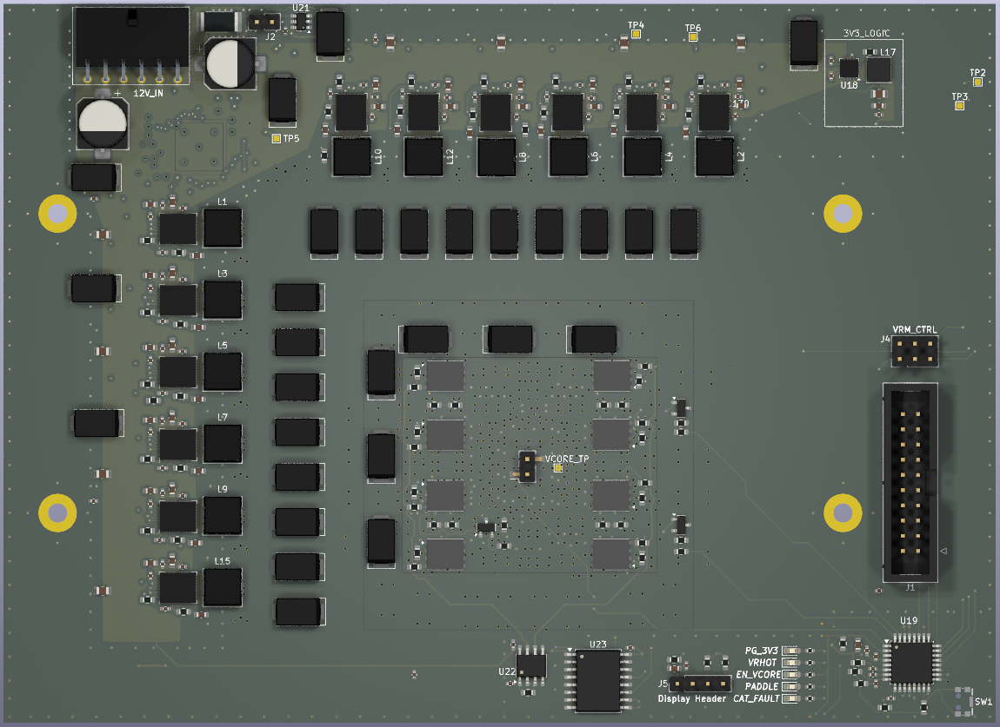 U21
J2
12V_IN
TP4
TP6
3V3_LOGIC
L17
U18
TP2
TP3
TP5
L10
L12
L8
L6
L4
L2
L1
L3
L5
L7
L9
L15
VCORE_TP
VRM_CTRL
J4
J1
U19
U22
U23
PG_3V3
VRHOT
EN_VCORE
PADDLE
CAT_FAULT
J5
Display Header
SW1